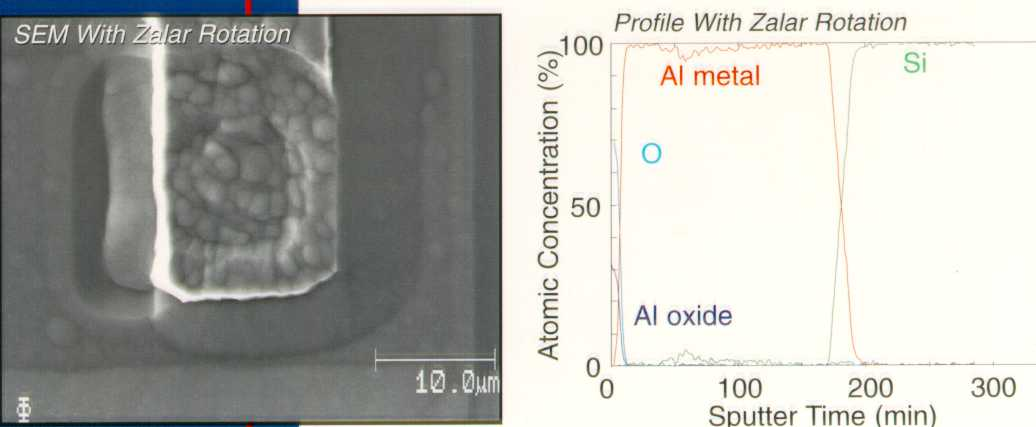 SEM With Zalar Rotation
10.0µm
Φ
Profile With Zalar Rotation
Atomic Concentration (%)
100
50
0
Al metal
Si
O
Al oxide
0
100
200
300
Sputter Time (min)